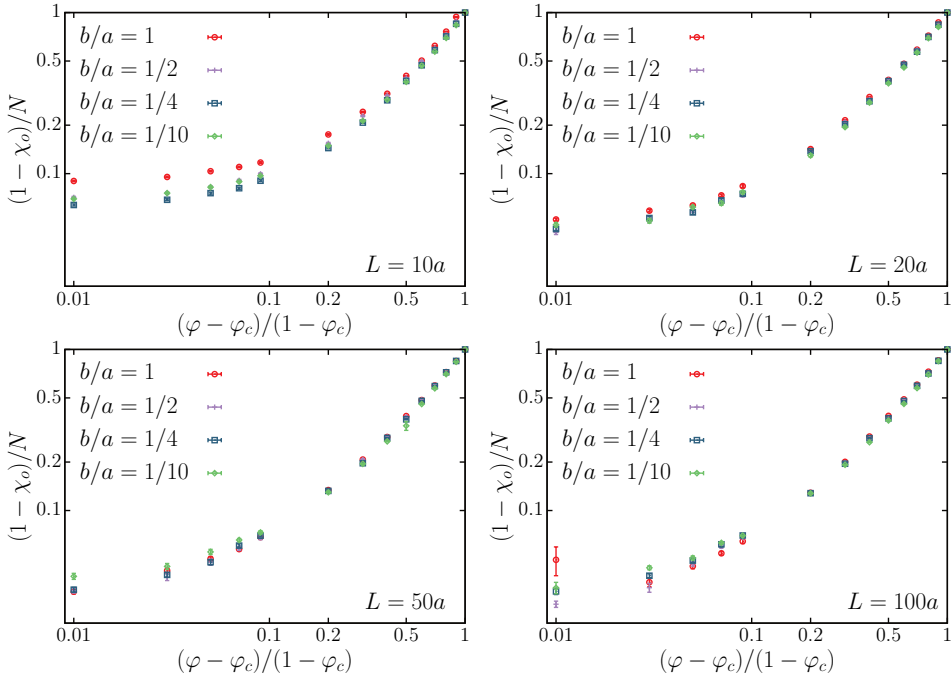 1
0.5
0.2
0.1
(1 − χₒ)/N
b/a = 1
b/a = 1/2
b/a = 1/4
b/a = 1/10
L = 10a
0.01 0.1 0.2 0.5 1
(φ − φ_c)/(1 − φ_c)
1
0.5
0.2
0.1
(1 − χₒ)/N
b/a = 1
b/a = 1/2
b/a = 1/4
b/a = 1/10
L = 20a
0.01 0.1 0.2 0.5 1
(φ − φ_c)/(1 − φ_c)
1
0.5
0.2
0.1
(1 − χₒ)/N
b/a = 1
b/a = 1/2
b/a = 1/4
b/a = 1/10
L = 50a
0.01 0.1 0.2 0.5 1
(φ − φ_c)/(1 − φ_c)
1
0.5
0.2
0.1
(1 − χₒ)/N
b/a = 1
b/a = 1/2
b/a = 1/4
b/a = 1/10
L = 100a
0.01 0.1 0.2 0.5 1
(φ − φ_c)/(1 − φ_c)